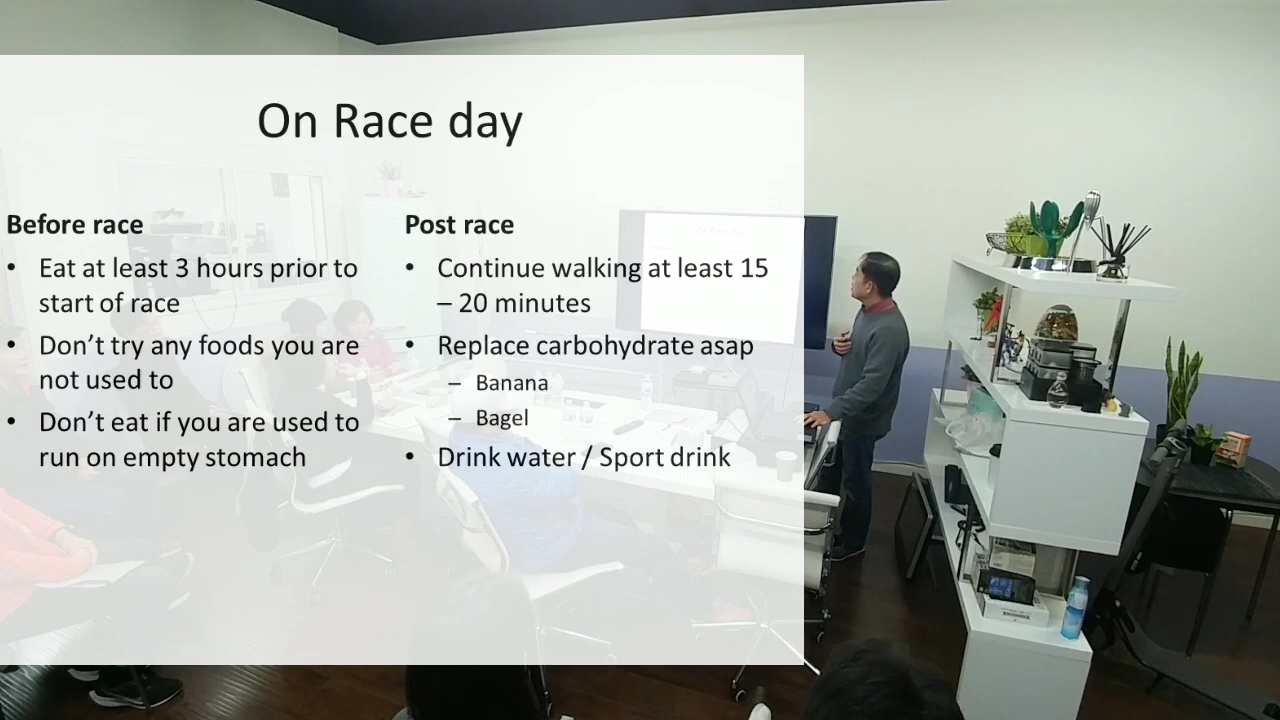 On Race day
Before race
• Eat at least 3 hours prior to
start of race
• Don’t try any foods you are
not used to
• Don’t eat if you are used to
run on empty stomach
Post race
• Continue walking at least 15
– 20 minutes
• Replace carbohydrate asap
– Banana
– Bagel
• Drink water / Sport drink